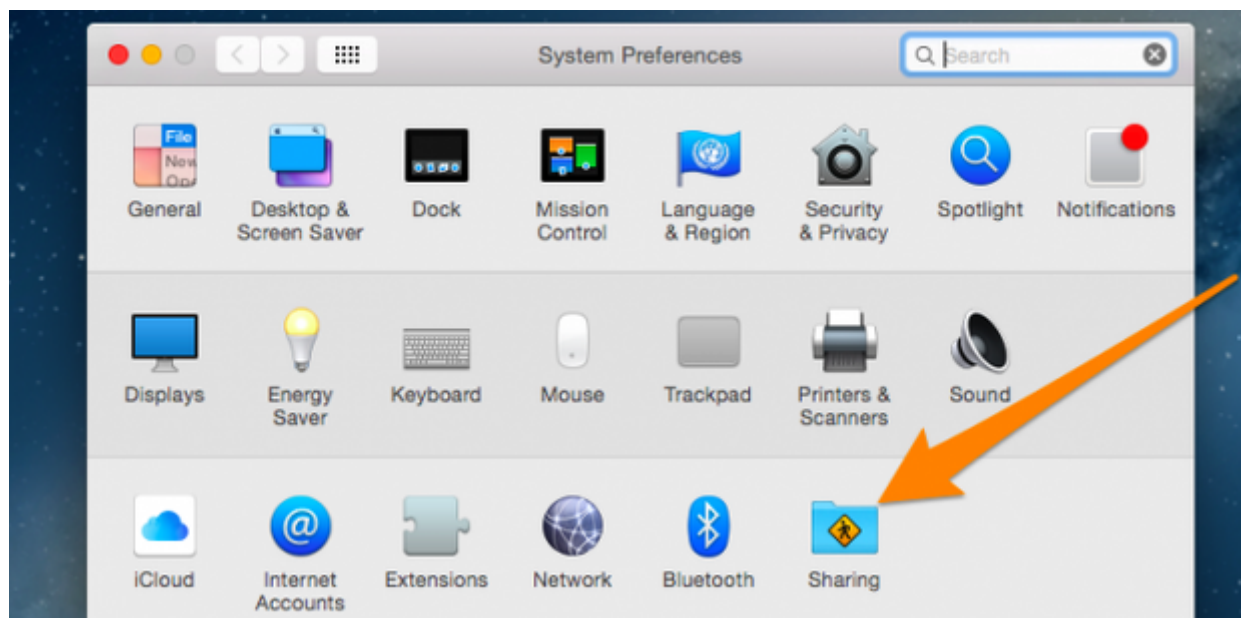 System Preferences
Search
File
New
Ope
General
Desktop &
Screen Saver
Dock
Mission
Control
Language
& Region
Security
& Privacy
Spotlight
Notifications
Displays
Energy
Saver
Keyboard
Mouse
Trackpad
Printers &
Scanners
Sound
@
iCloud
Internet
Accounts
Extensions
Network
Bluetooth
Sharing